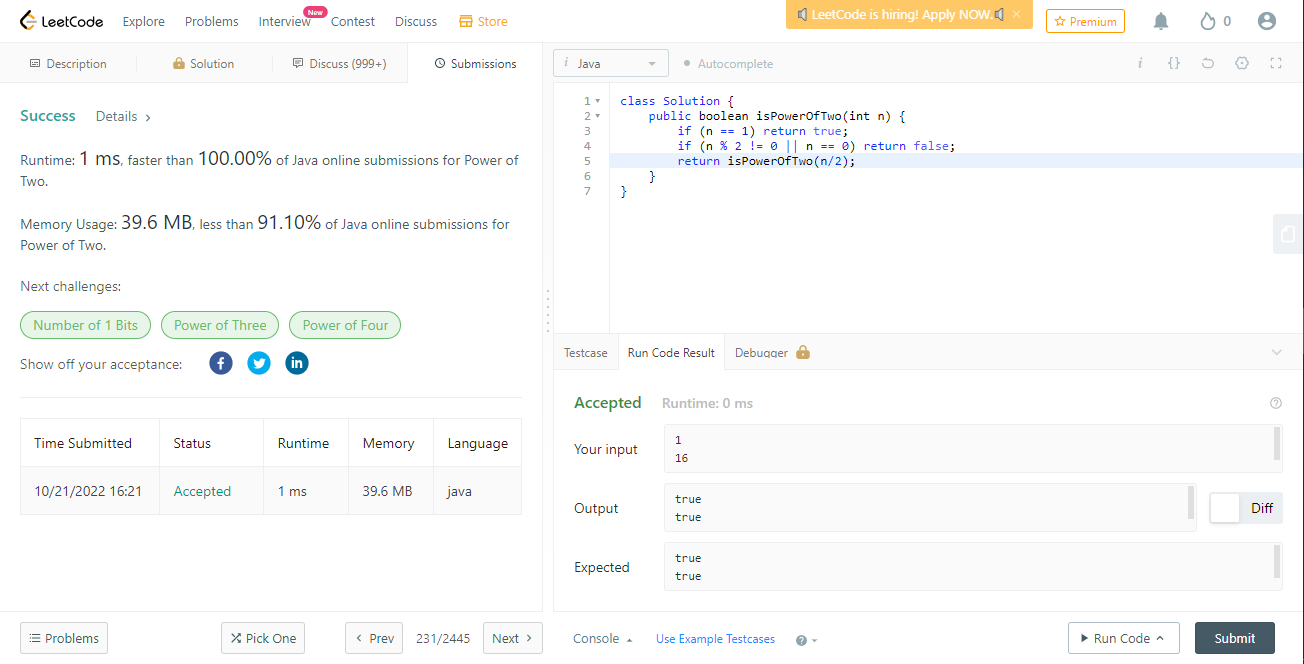 LeetCode Explore Problems Interview New Contest Discuss Store LeetCode is hiring! Apply NOW. × Premium 0
Description Solution Discuss (999+) Submissions
Success Details ›
Runtime: 1 ms, faster than 100.00% of Java online submissions for Power of
Two.
Memory Usage: 39.6 MB, less than 91.10% of Java online submissions for
Power of Two.
Next challenges:
Number of 1 Bits Power of Three Power of Four
Show off your acceptance:
Time Submitted Status Runtime Memory Language
10/21/2022 16:21 Accepted 1 ms 39.6 MB java
i Java Autocomplete i {}
1 class Solution {
2 public boolean isPowerOfTwo(int n) {
3 if (n == 1) return true;
4 if (n % 2 != 0 || n == 0) return false;
5 return isPowerOfTwo(n/2);
6 }
7 }
Testcase Run Code Result Debugger
Accepted Runtime: 0 ms
Your input
1
16
Output
true
true
Diff
Expected
true
true
Problems Pick One ‹ Prev 231/2445 Next › Console Use Example Testcases ? Run Code Submit